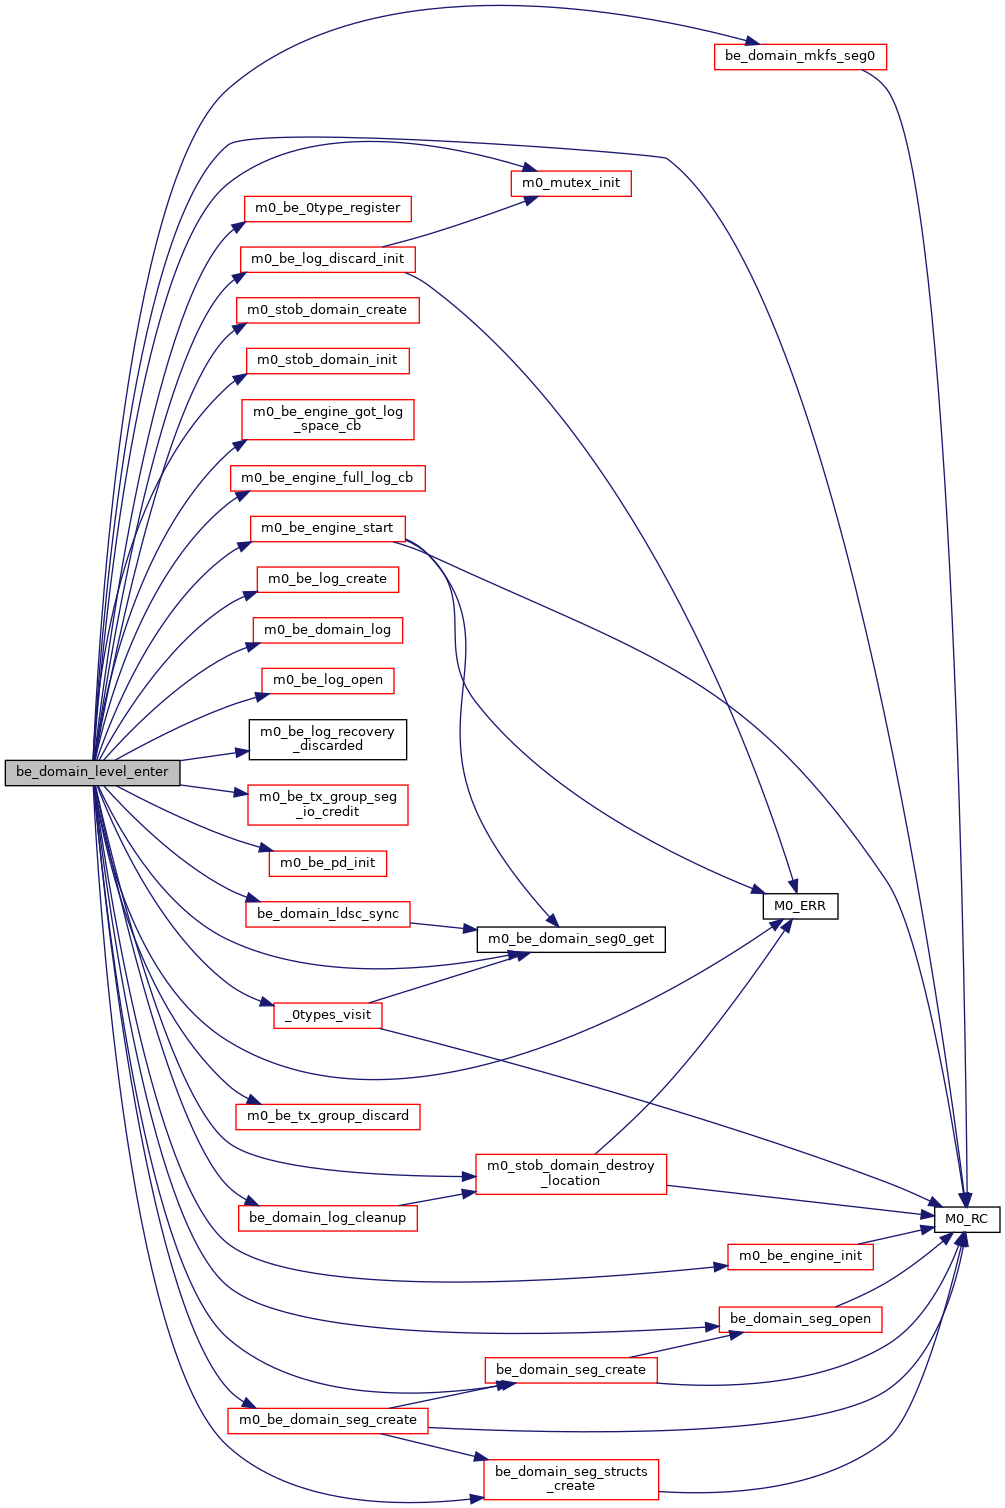 be_domain_mkfs_seg0
m0_mutex_init
m0_be_0type_register
m0_be_log_discard_init
m0_stob_domain_create
m0_stob_domain_init
m0_be_engine_got_log
_space_cb
m0_be_engine_full_log_cb
m0_be_engine_start
m0_be_log_create
m0_be_domain_log
m0_be_log_open
m0_be_log_recovery
_discarded
be_domain_level_enter
m0_be_tx_group_seg
_io_credit
m0_be_pd_init
be_domain_ldsc_sync
M0_ERR
m0_be_domain_seg0_get
_0types_visit
m0_be_tx_group_discard
m0_stob_domain_destroy
_location
be_domain_log_cleanup
M0_RC
m0_be_engine_init
be_domain_seg_open
be_domain_seg_create
m0_be_domain_seg_create
be_domain_seg_structs
_create